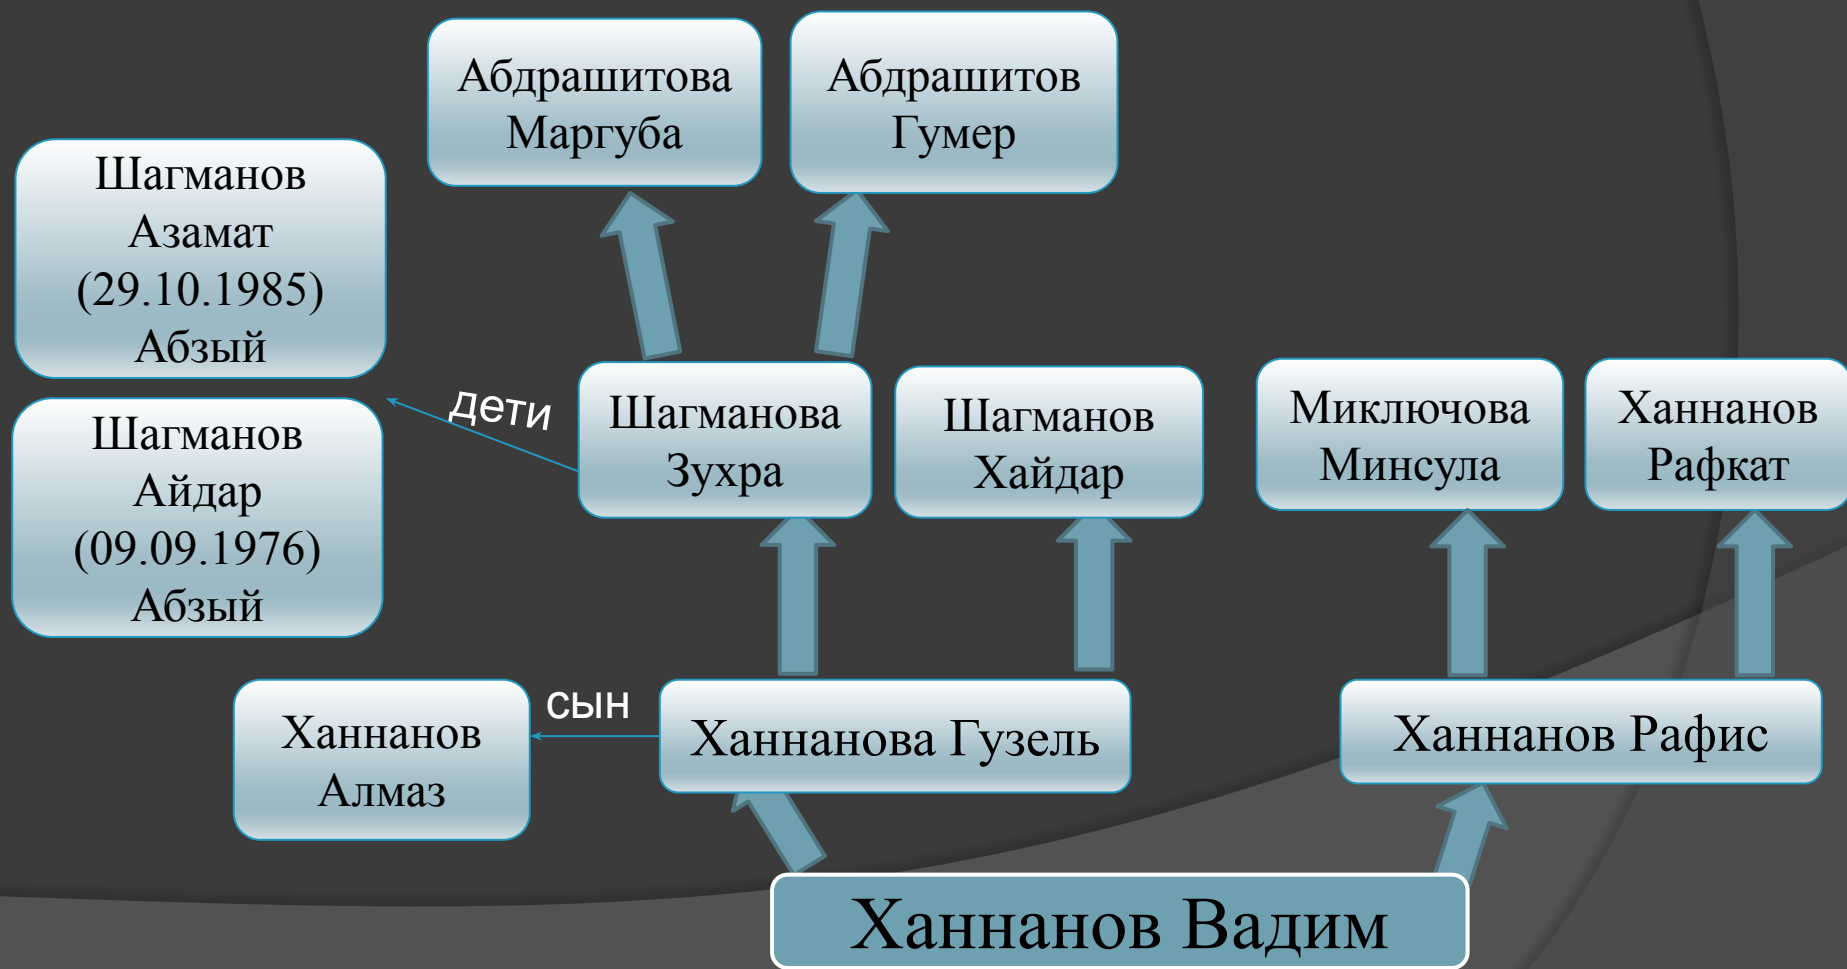 Абдрашитова
Маргуба
Абдрашитов
Гумер
Шагманов
Азамат
(29.10.1985)
Абзый
Шагманов
Айдар
(09.09.1976)
Абзый
дети
Шагманова
Зухра
Шагманов
Хайдар
Миключова
Минсула
Ханнанов
Рафкат
Ханнанов
Алмаз
сын
Ханнанова Гузель
Ханнанов Рафис
Ханнанов Вадим